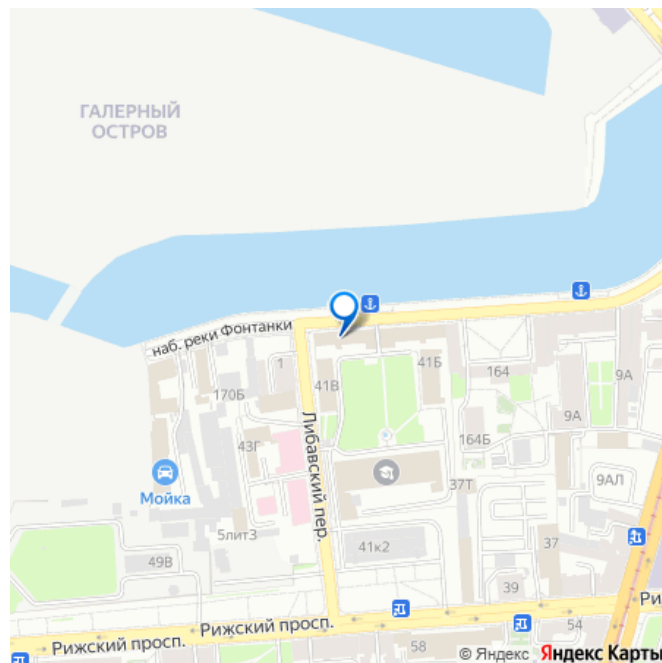 ГАЛЕРНЫЙ
ОСТРОВ
наб. реки Фонтанки
1
41В
41Б
164
9А
170Б
9А
43Г
164Б
Либавский пер.
Мойка
37Т
9АЛ
5лит3
49В
41к2
37
39
Ри
Рижский просп.
Рижский просп.
58
54
© Яндекс Яндекс Карты